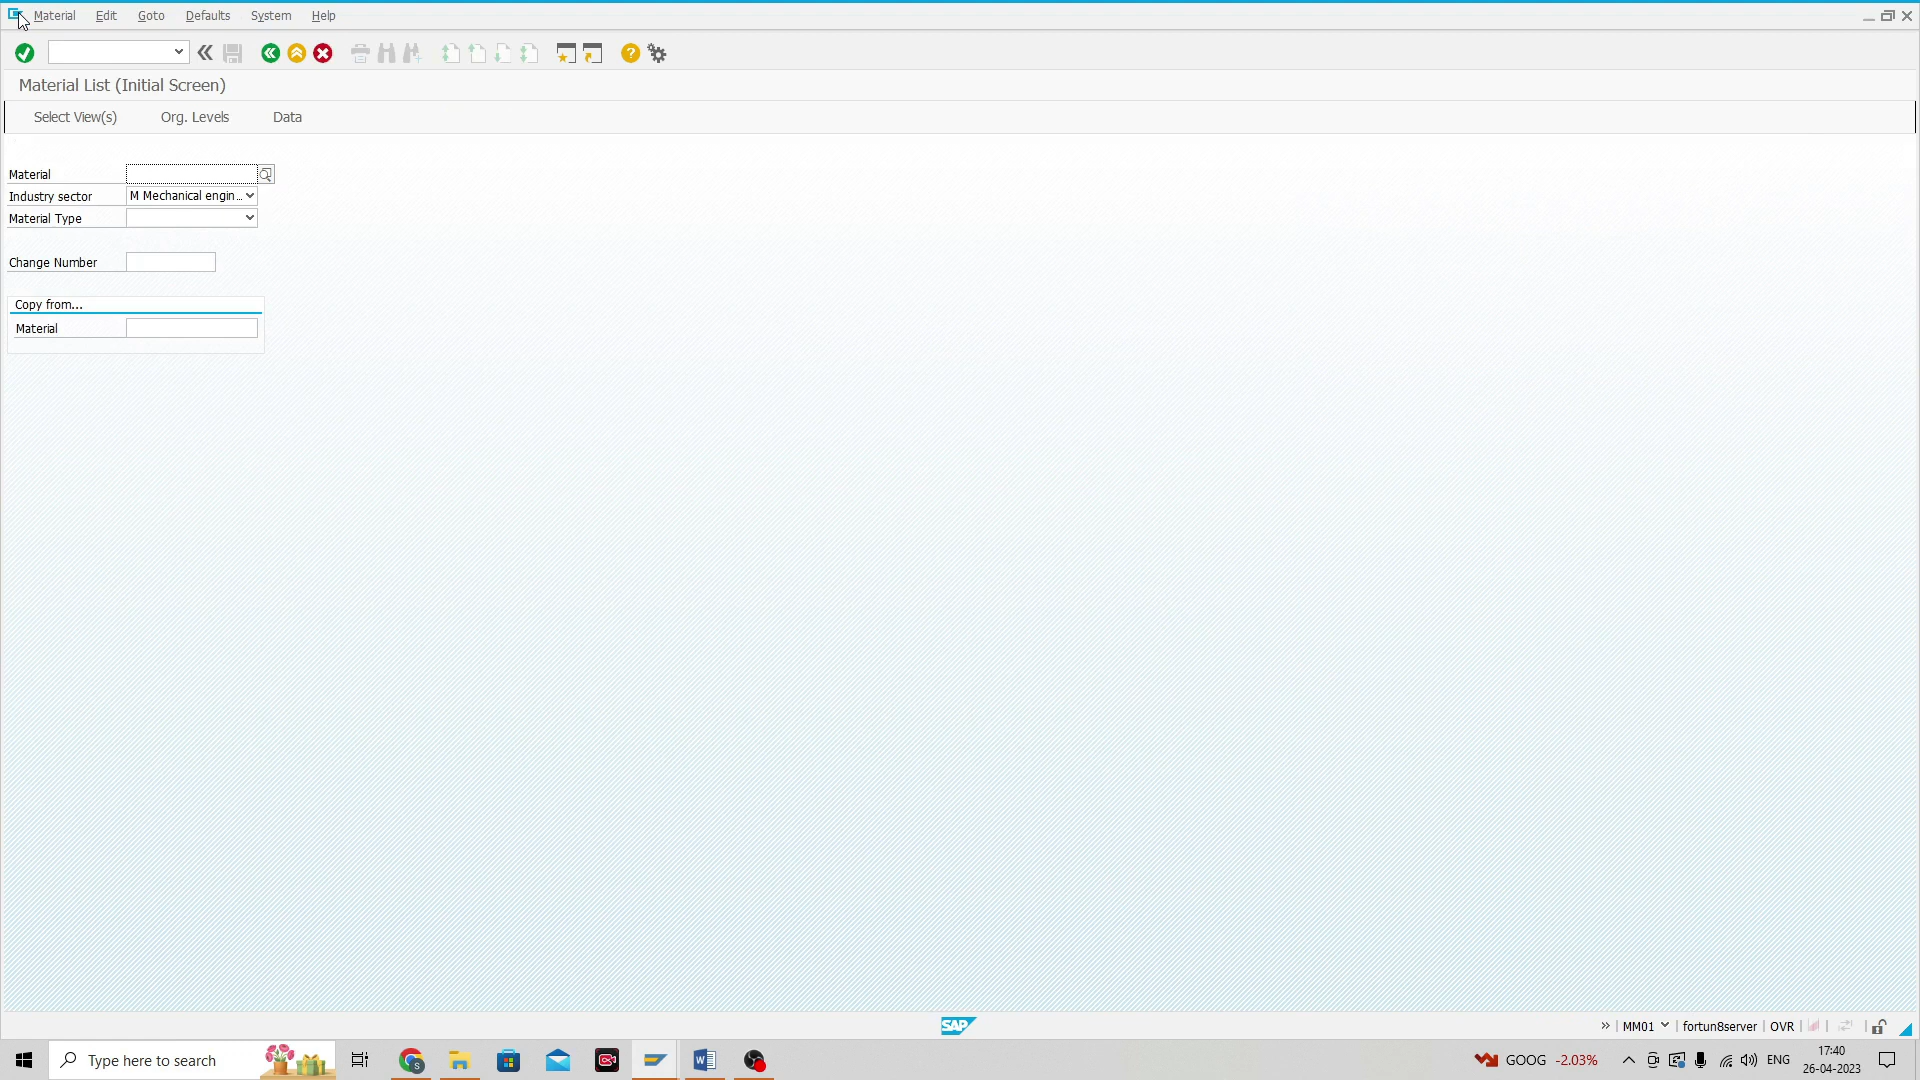 Material Edit Goto Defaults System Help
Material List (Initial Screen)
Select View(s) Org. Levels Data
Material
Industry sector M Mechanical engin...
Material Type
Change Number
Copy from...
Material
SAP
MM01 fortun8server OVR
Type here to search
GOOG -2.03% ENG
17:40
26-04-2023